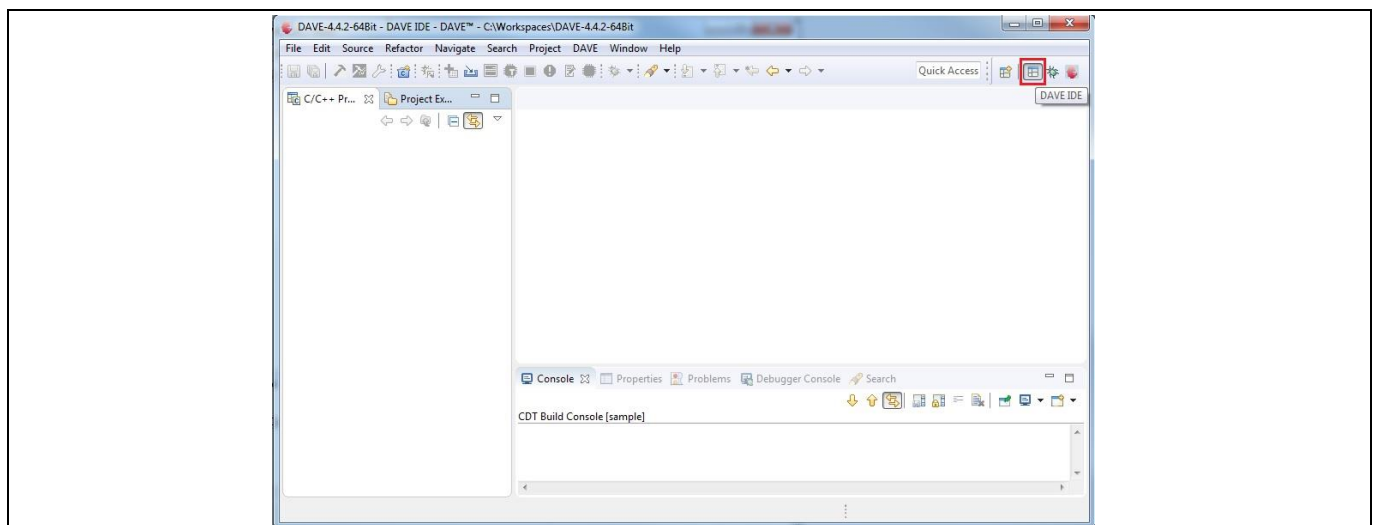 DAVE-4.4.2-64Bit - DAVE IDE - DAVE™ - C:\Workspaces\DAVE-4.4.2-64Bit
File Edit Source Refactor Navigate Search Project DAVE Window Help
Quick Access
DAVE IDE
C/C++ Pr... Project Ex...
Console Properties Problems Debugger Console Search
CDT Build Console [sample]